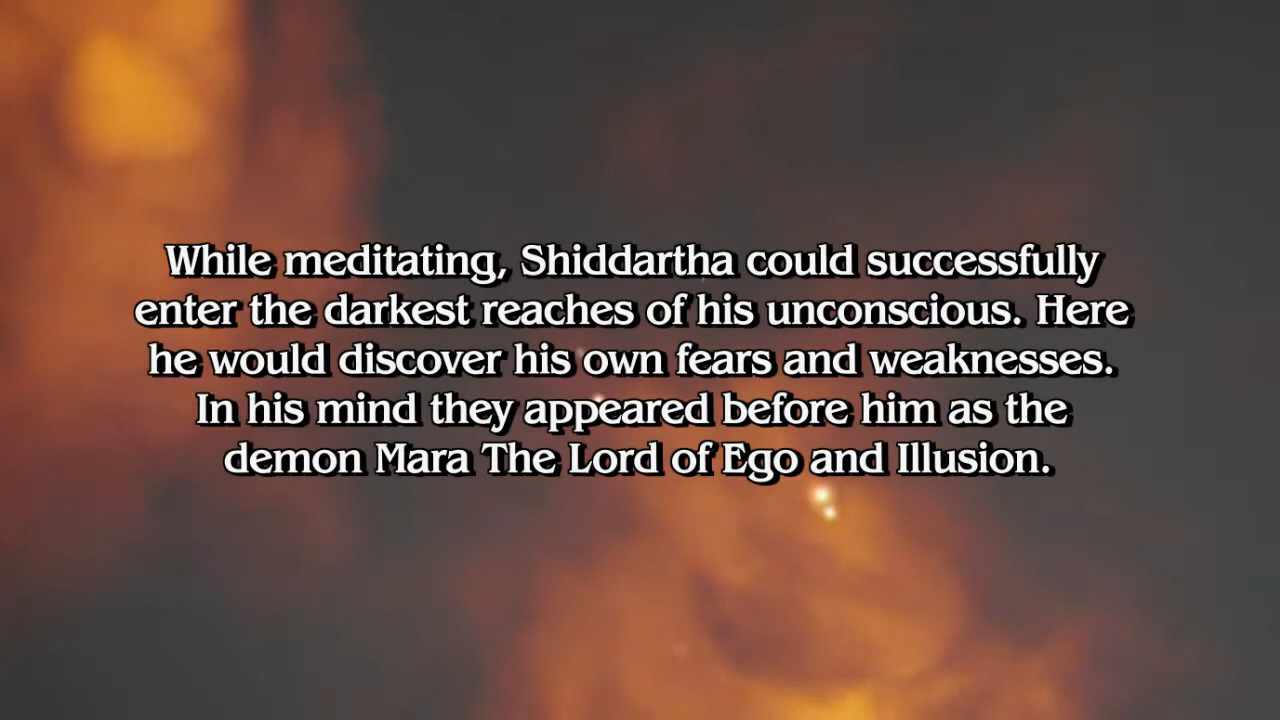 While meditating, Shiddartha could successfully
enter the darkest reaches of his unconscious. Here
he would discover his own fears and weaknesses.
In his mind they appeared before him as the
demon Mara The Lord of Ego and Illusion.